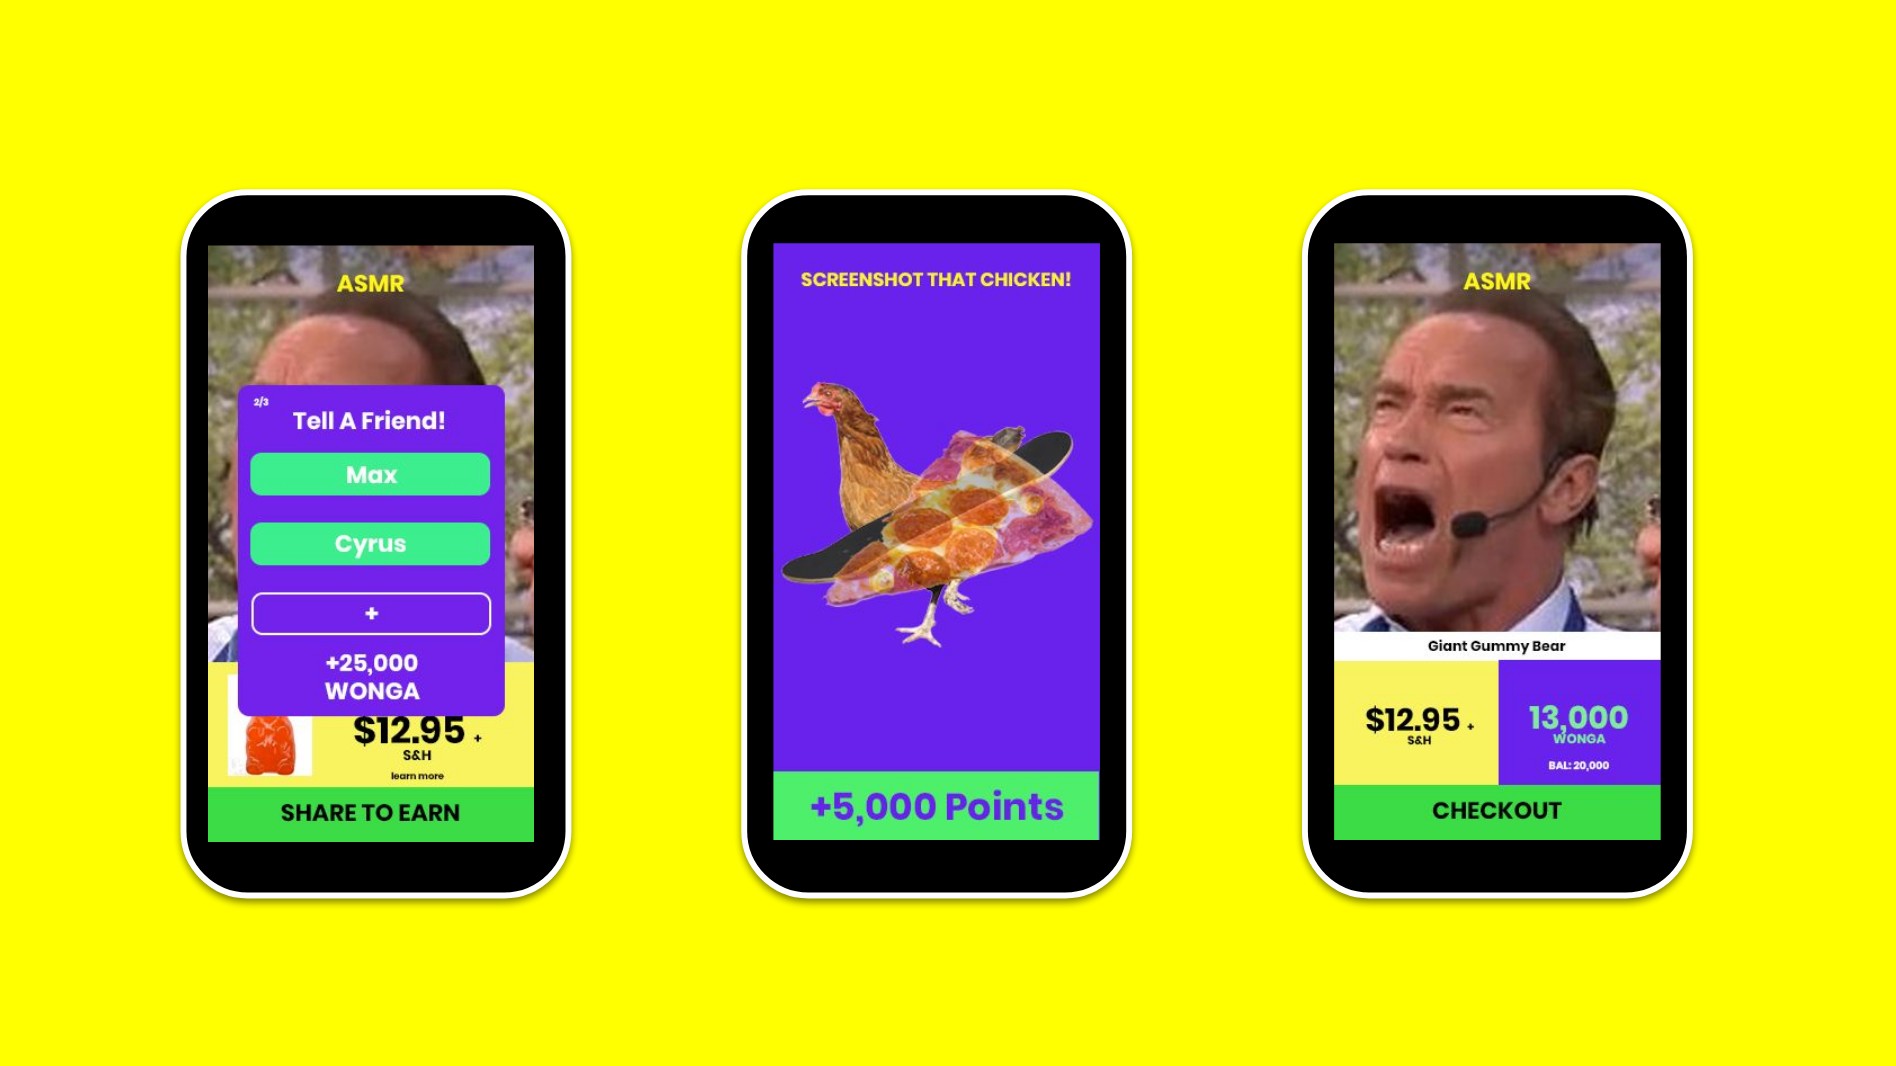 ASMR
2/3
Tell A Friend!
Max
Cyrus
+
+25,000
WONGA
$12.95 +
S&H
learn more
SHARE TO EARN
SCREENSHOT THAT CHICKEN!
+5,000 Points
ASMR
Giant Gummy Bear
$12.95 +
S&H
13,000
WONGA
BAL: 20,000
CHECKOUT